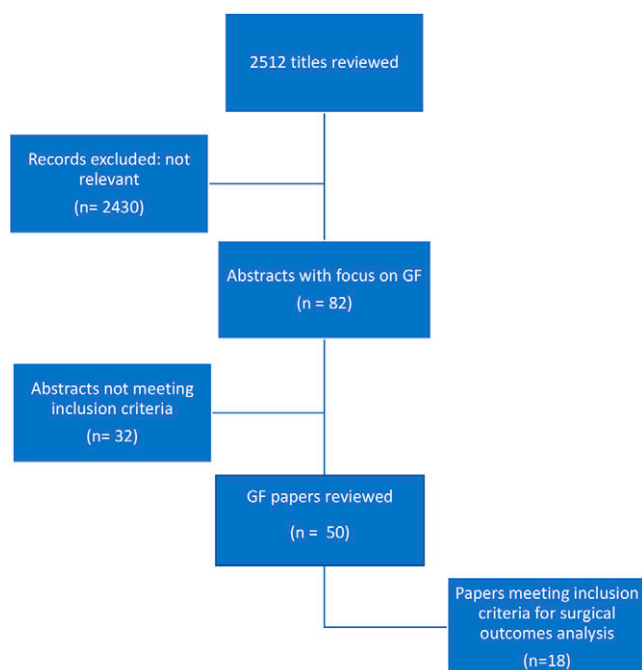 2512 titles reviewed
Records excluded: not
relevant
(n= 2430)
Abstracts with focus on GF
(n = 82)
Abstracts not meeting
inclusion criteria
(n= 32)
GF papers reviewed
(n = 50)
Papers meeting inclusion
criteria for surgical
outcomes analysis
(n=18)